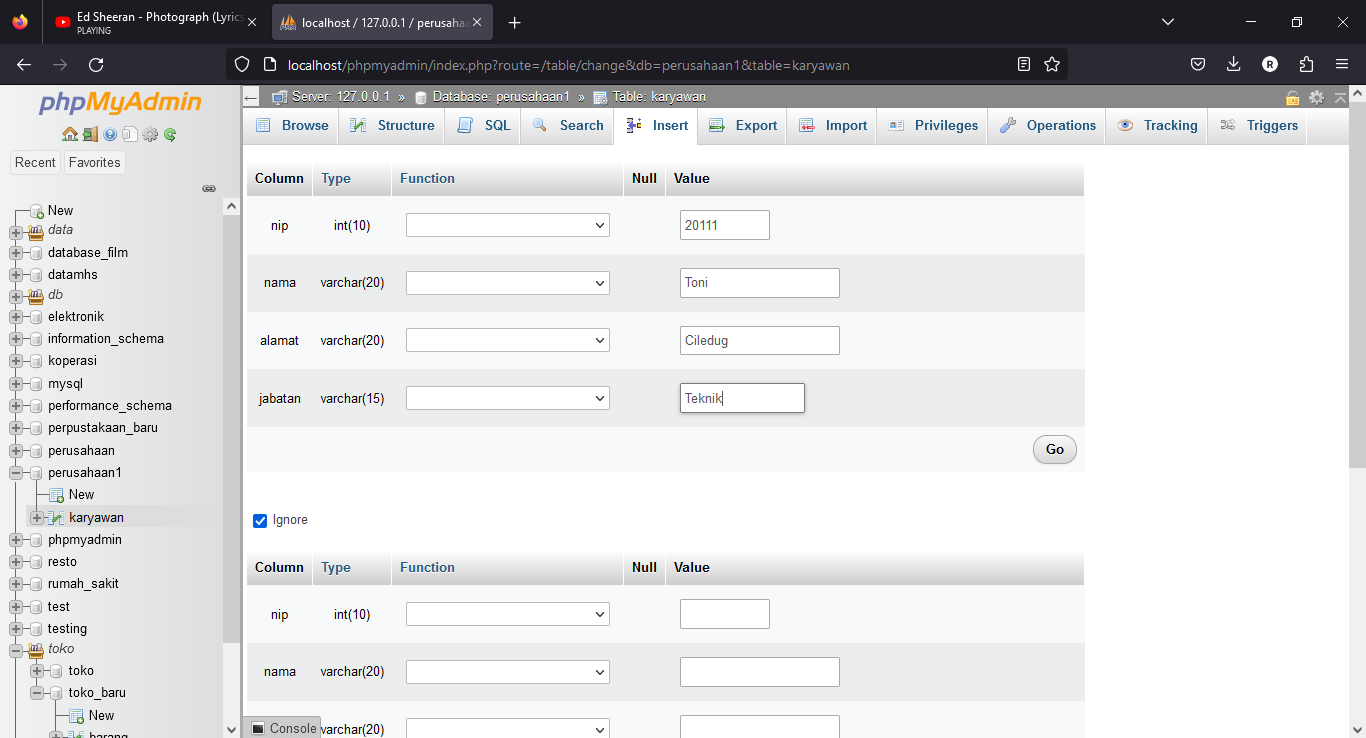 Ed Sheeran - Photograph (Lyrics
PLAYING
localhost / 127.0.0.1 / perusahaa
localhost/phpmyadmin/index.php?route=/table/change&db=perusahaan1&table=karyawan
phpMyAdmin
Recent Favorites
New
data
database_film
datamhs
db
elektronik
information_schema
koperasi
mysql
performance_schema
perpustakaan_baru
perusahaan
perusahaan1
New
karyawan
phpmyadmin
resto
rumah_sakit
test
testing
toko
toko
toko_baru
New
barang
Server: 127.0.0.1 » Database: perusahaan1 » Table: karyawan
Browse Structure SQL Search Insert Export Import Privileges Operations Tracking Triggers
Column Type Function Null Value
nip int(10) 20111
nama varchar(20) Toni
alamat varchar(20) Ciledug
jabatan varchar(15) Teknik
Go
Ignore
Column Type Function Null Value
nip int(10)
nama varchar(20)
varchar(20)
Console